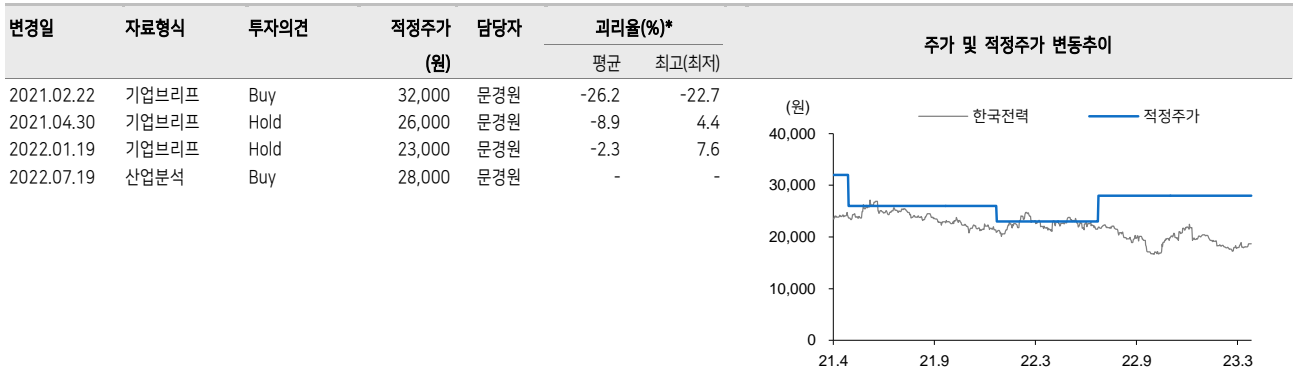 변경일 자료형식 투자의견 적정주가 담당자 괴리율(%)* 주가 및 적정주가 변동추이
(원) 평균 최고(최저)
2021.02.22 기업브리프 Buy 32,000 문경원 -26.2 -22.7
2021.04.30 기업브리프 Hold 26,000 문경원 -8.9 4.4
2022.01.19 기업브리프 Hold 23,000 문경원 -2.3 7.6
2022.07.19 산업분석 Buy 28,000 문경원 - -
(원)
한국전력 적정주가
40,000
30,000
20,000
10,000
0
21.4 21.9 22.3 22.9 23.3